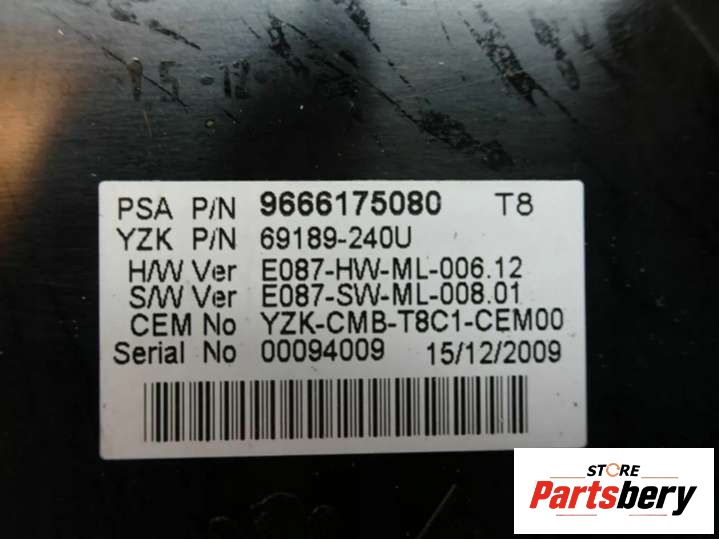 PSA P/N 9666175080 T8
YZK P/N 69189-240U
H/W Ver E087-HW-ML-006.12
S/W Ver E087-SW-ML-008.01
CEM No YZK-CMB-T8C1-CEM00
Serial No 00094009 15/12/2009
STORE
Partsbery